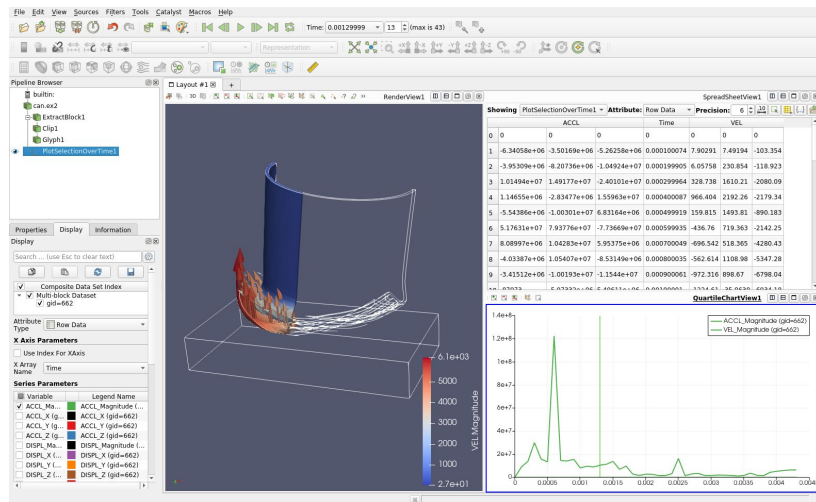 File Edit View Sources Filters Tools Catalyst Macros Help
Time: 0.00129999 13 (max is 43)
Representation
Pipeline Browser
builtin:
can.ex2
ExtractBlock1
Clip1
Glyph1
PlotSelectionOverTime1
Properties Display Information
Display
Search ... (use Esc to clear text)
Composite Data Set Index
Multi-block Dataset
gid=662
Attribute Type Row Data
X Axis Parameters
Use Index For XAxis
X Array Name Time
Series Parameters
Variable Legend Name
ACCL_Ma... ACCL_Magnitude (...
ACCL_X (g... ACCL_X (gid=662)
ACCL_Y (g... ACCL_Y (gid=662)
ACCL_Z (g... ACCL_Z (gid=662)
DISPL_Ma... DISPL_Magnitude (...
DISPL_X (... DISPL_X (gid=662)
DISPL_Y (... DISPL_Y (gid=662)
DISPL_Z (... DISPL_Z (gid=662)
Layout #1 +
3D RenderView1
6.1e+03
5000
4000
3000
2000
1000
2.7e+01
VEL Magnitude
SpreadSheetView1
Showing PlotSelectionOverTime1 Attribute: Row Data Precision: 6
ACCL Time VEL
0 0 0 0 0 0 0 0
1 -6.34058e+06 -3.50169e+06 -5.26258e+06 0.000100074 7.90291 7.49194 -103.354
2 -3.95309e+06 -8.20736e+06 -1.04924e+07 0.000199905 6.05758 230.854 -118.923
3 1.01494e+07 1.49177e+07 -2.40101e+07 0.000299964 328.738 1610.21 -2080.09
4 1.14655e+07 -2.83477e+06 1.55963e+07 0.000400087 966.404 2192.26 -2179.34
5 -5.54386e+06 -1.00301e+07 6.83164e+06 0.000499919 159.815 1493.81 -890.183
6 5.17631e+07 7.93776e+07 -7.73669e+07 0.000599935 -436.76 719.363 -2142.25
7 8.08997e+06 1.04283e+07 5.95375e+06 0.000700049 -696.542 518.365 -4280.43
8 -4.03387e+06 1.05407e+07 -8.53149e+06 0.000800035 -562.614 1108.98 -5347.28
9 -3.41512e+06 -1.00193e+07 -1.1544e+07 0.000900061 -972.316 898.67 -6798.04
QuartileChartView1
ACCL_Magnitude (gid=662)
VEL_Magnitude (gid=662)
1.4e+8
1.2e+8
1e+8
8e+7
6e+7
4e+7
2e+7
0
0 0.0005 0.001 0.0015 0.002 0.0025 0.003 0.0035 0.004